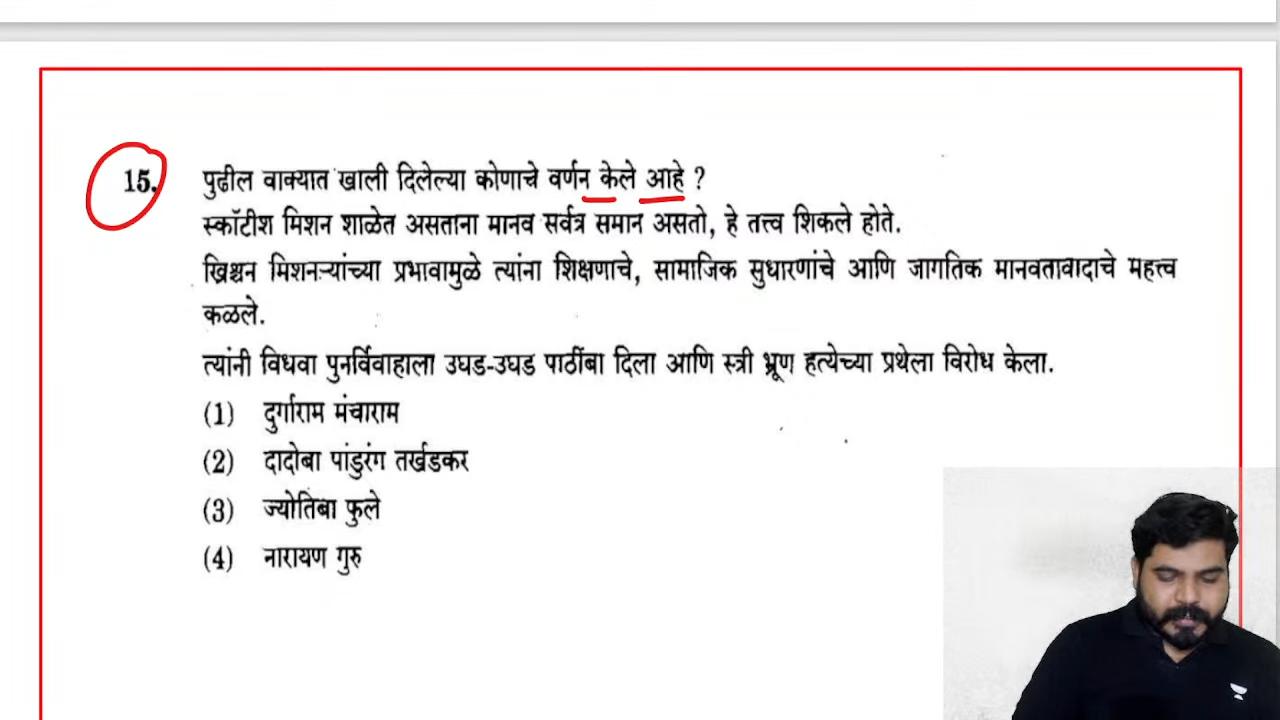 15. पुढील वाक्यात खाली दिलेल्या कोणाचे वर्णन केले आहे ?
स्कॉटीश मिशन शाळेत असताना मानव सर्वत्र समान असतो, हे तत्त्व शिकले होते.
ख्रिश्चन मिशनऱ्यांच्या प्रभावामुळे त्यांना शिक्षणाचे, सामाजिक सुधारणांचे आणि जागतिक मानवतावादाचे महत्त्व
कळले.
त्यांनी विधवा पुनर्विवाहाला उघड-उघड पाठींबा दिला आणि स्त्री भ्रूण हत्येच्या प्रथेला विरोध केला.
(1) दुर्गाराम मंचाराम
(2) दादोबा पांडुरंग तर्खडकर
(3) ज्योतिबा फुले
(4) नारायण गुरु